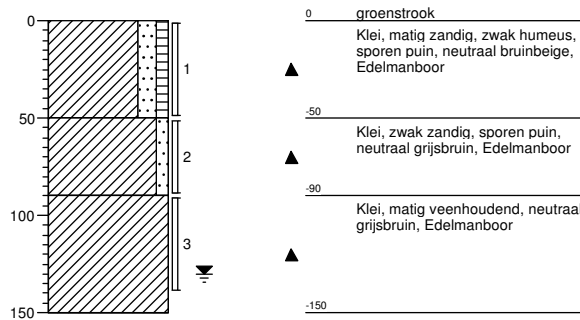 0
50
100
150
1
2
3
0
groenstrook
Klei, matig zandig, zwak humeus,
sporen puin, neutraal bruinbeige,
Edelmanboor
-50
Klei, zwak zandig, sporen puin,
neutraal grijsbruin, Edelmanboor
-90
Klei, matig veenhoudend, neutraal
grijsbruin, Edelmanboor
-150